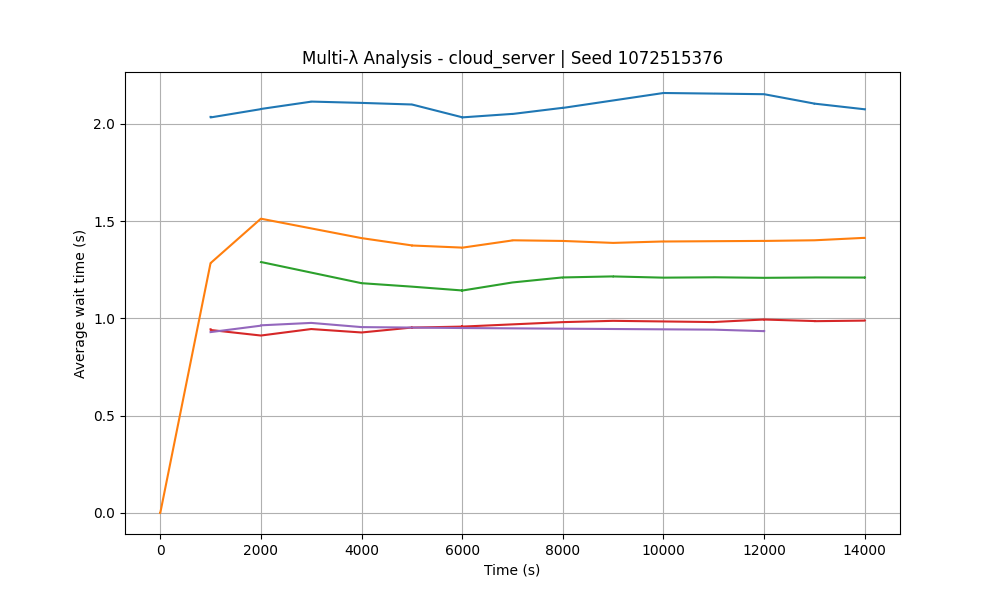 Multi-λ Analysis - cloud_server | Seed 1072515376
Average wait time (s)
2.0
1.5
1.0
0.5
0.0
0 2000 4000 6000 8000 10000 12000 14000
Time (s)